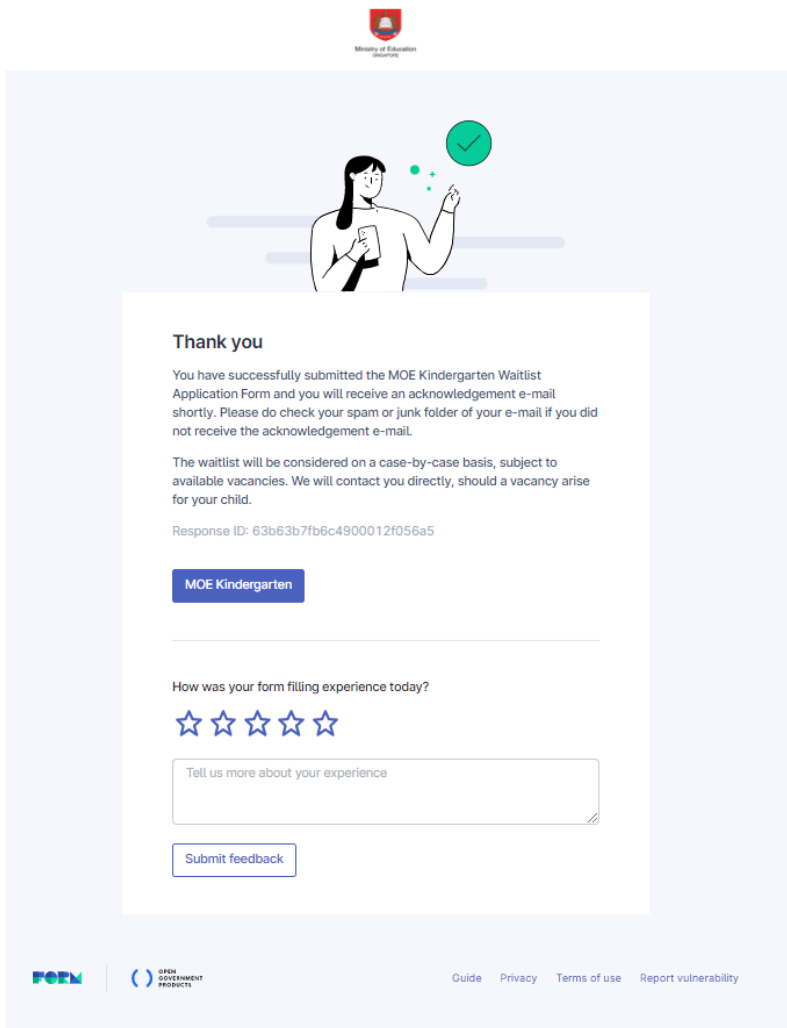 Ministry of Education
SINGAPORE
Thank you
You have successfully submitted the MOE Kindergarten Waitlist
Application Form and you will receive an acknowledgement e-mail
shortly. Please do check your spam or junk folder of your e-mail if you did
not receive the acknowledgement e-mail.
The waitlist will be considered on a case-by-case basis, subject to
available vacancies. We will contact you directly, should a vacancy arise
for your child.
Response ID: 63b63b7fb6c4900012f056a5
MOE Kindergarten
How was your form filling experience today?
Tell us more about your experience
Submit feedback
FORM
OPEN
GOVERNMENT
PRODUCTS
Guide Privacy Terms of use Report vulnerability